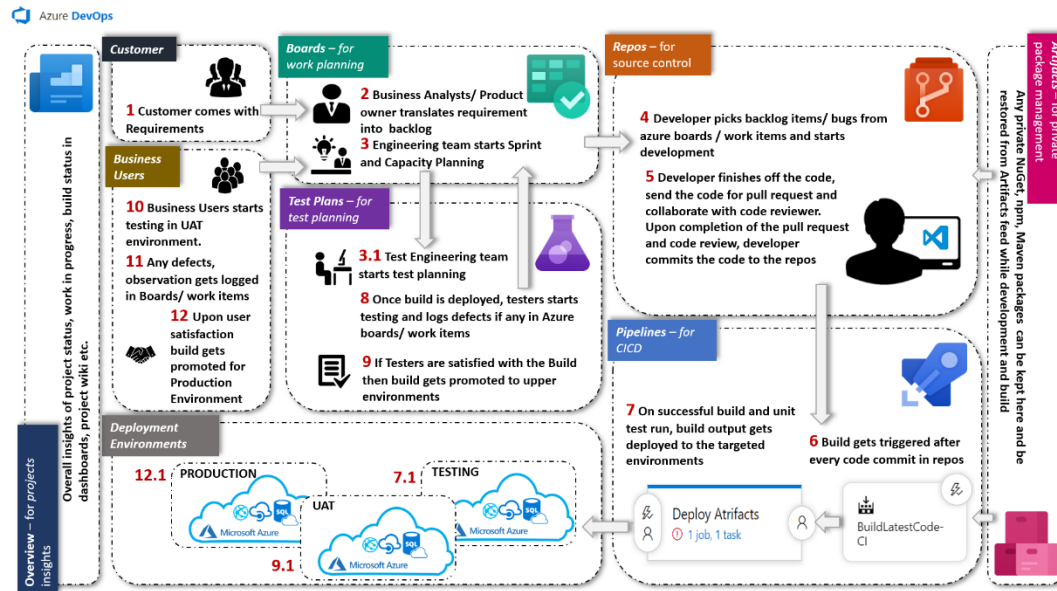 Azure DevOps
Customer
1 Customer comes with
Requirements
Boards – for
work planning
2 Business Analysts/ Product
owner translates requirement
into backlog
3 Engineering team starts Sprint
and Capacity Planning
Repos – for
source control
4 Developer picks backlog items/ bugs from
azure boards / work items and starts
development
5 Developer finishes off the code,
send the code for pull request and
collaborate with code reviewer.
Upon completion of the pull request
and code review, developer
commits the code to the repos
Artifacts – for private
package management
Any private NuGet, npm, Maven packages can be kept here and be
restored from Artifacts feed while development and build
Business
Users
10 Business Users starts
testing in UAT
environment.
11 Any defects,
observation gets logged
in Boards/ work items
12 Upon user
satisfaction
build gets
promoted for
Production
Environment
Test Plans – for
test planning
3.1 Test Engineering team
starts test planning
8 Once build is deployed, testers starts
testing and logs defects if any in Azure
boards/ work items
9 If Testers are satisfied with the Build
then build gets promoted to upper
environments
Pipelines – for
CICD
7 On successful build and unit
test run, build output gets
deployed to the targeted
environments
6 Build gets triggered after
every code commit in repos
Deploy Atrifacts
1 job, 1 task
BuildLatestCode-
CI
Deployment
Environments
12.1 PRODUCTION
SQL
Microsoft Azure
UAT
SQL
Microsoft Azure
9.1
7.1 TESTING
SQL
Microsoft Azure
Overview – for projects
insights
Overall insights of project status, work in progress, build status in
dashboards, project wiki etc.